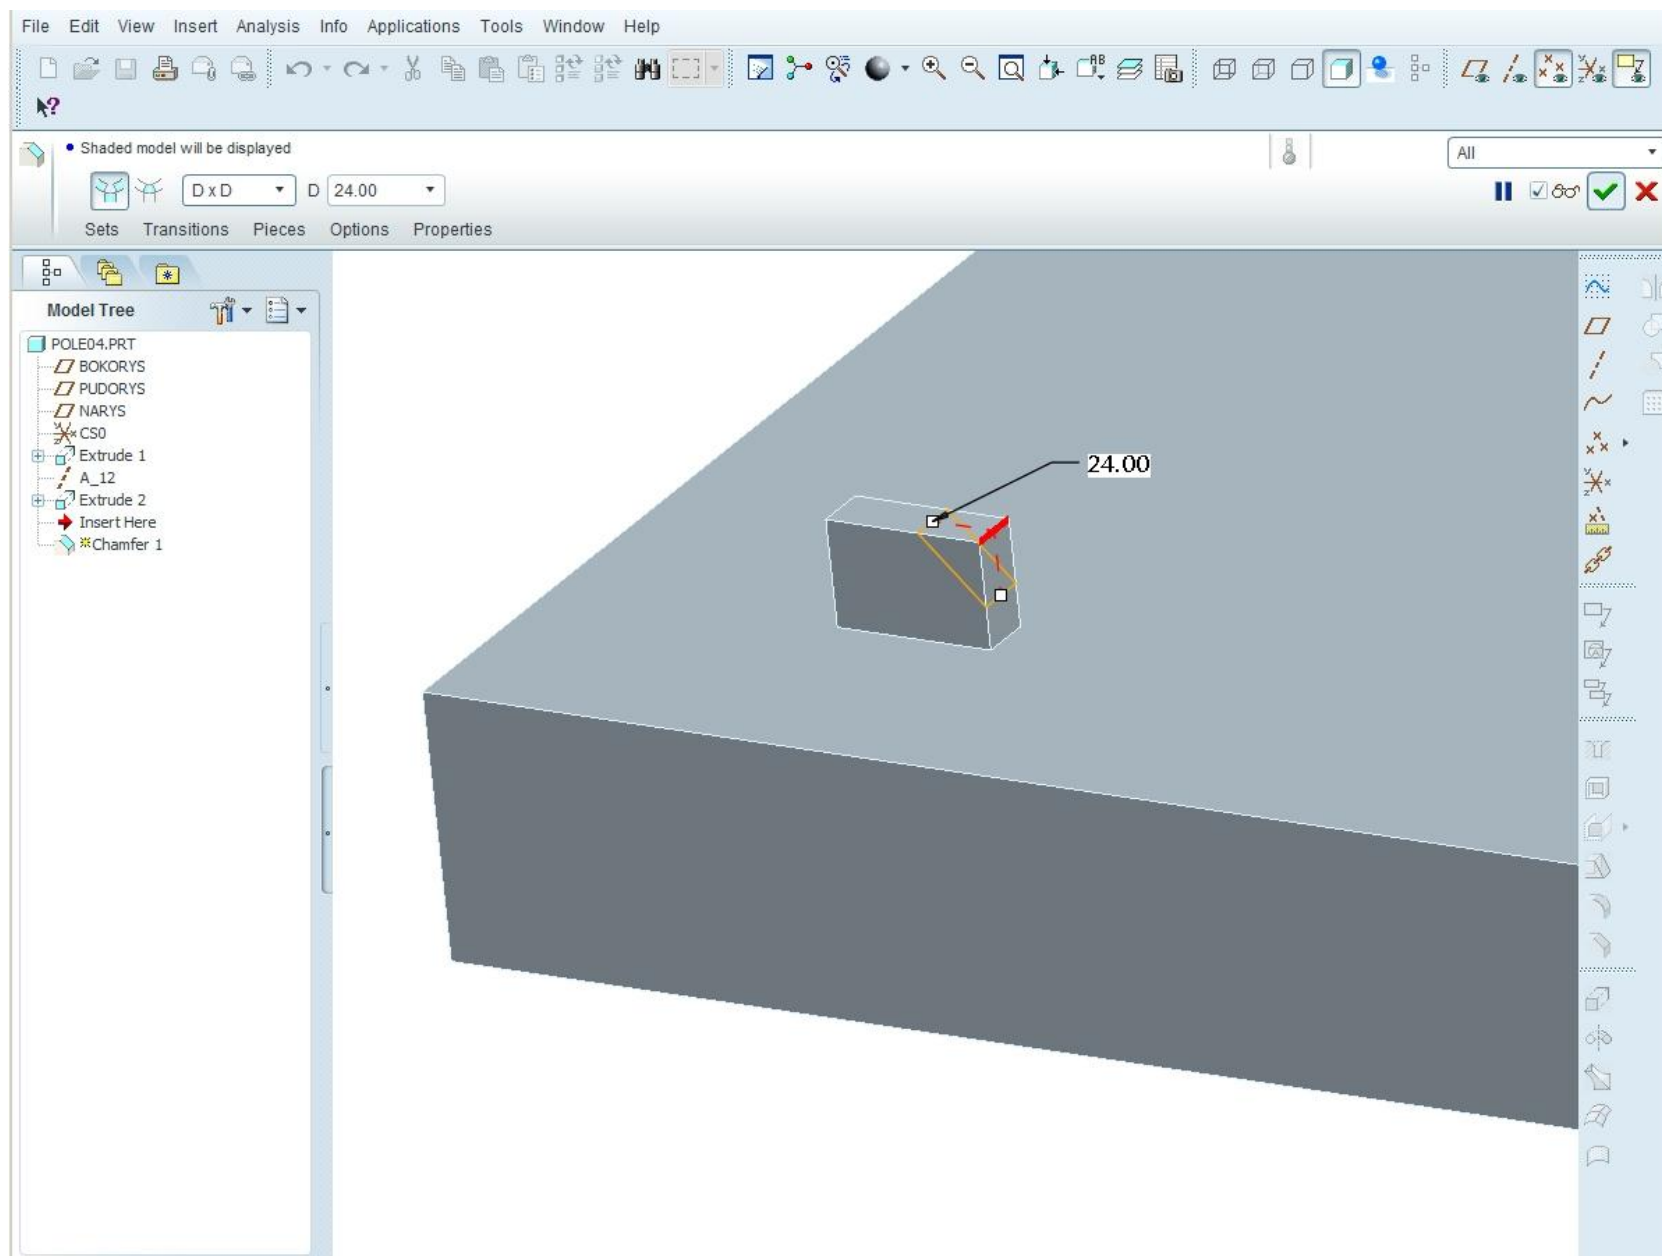 File Edit View Insert Analysis Info Applications Tools Window Help
Shaded model will be displayed
All
D x D D 24.00
Sets Transitions Pieces Options Properties
Model Tree
POLE04.PRT
BOKORYS
PUDORYS
NARYS
CS0
Extrude 1
A_12
Extrude 2
Insert Here
Chamfer 1
24.00